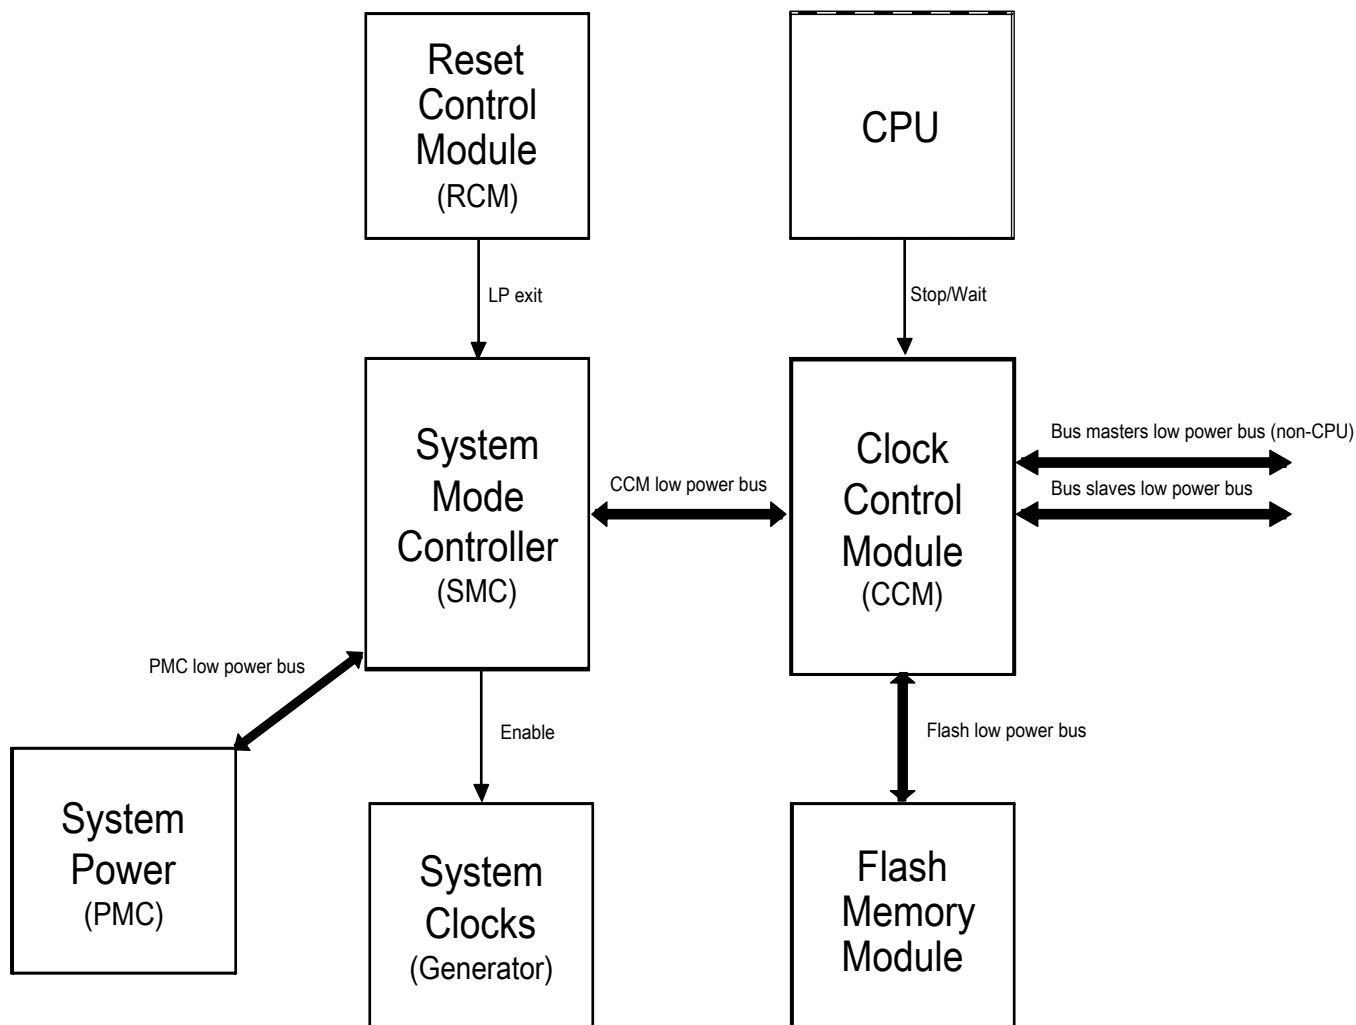 Reset
Control
Module
(RCM)
CPU
LP exit
Stop/Wait
System
Mode
Controller
(SMC)
CCM low power bus
Clock
Control
Module
(CCM)
Bus masters low power bus (non-CPU)
Bus slaves low power bus
PMC low power bus
Enable
Flash low power bus
System
Power
(PMC)
System
Clocks
(Generator)
Flash
Memory
Module